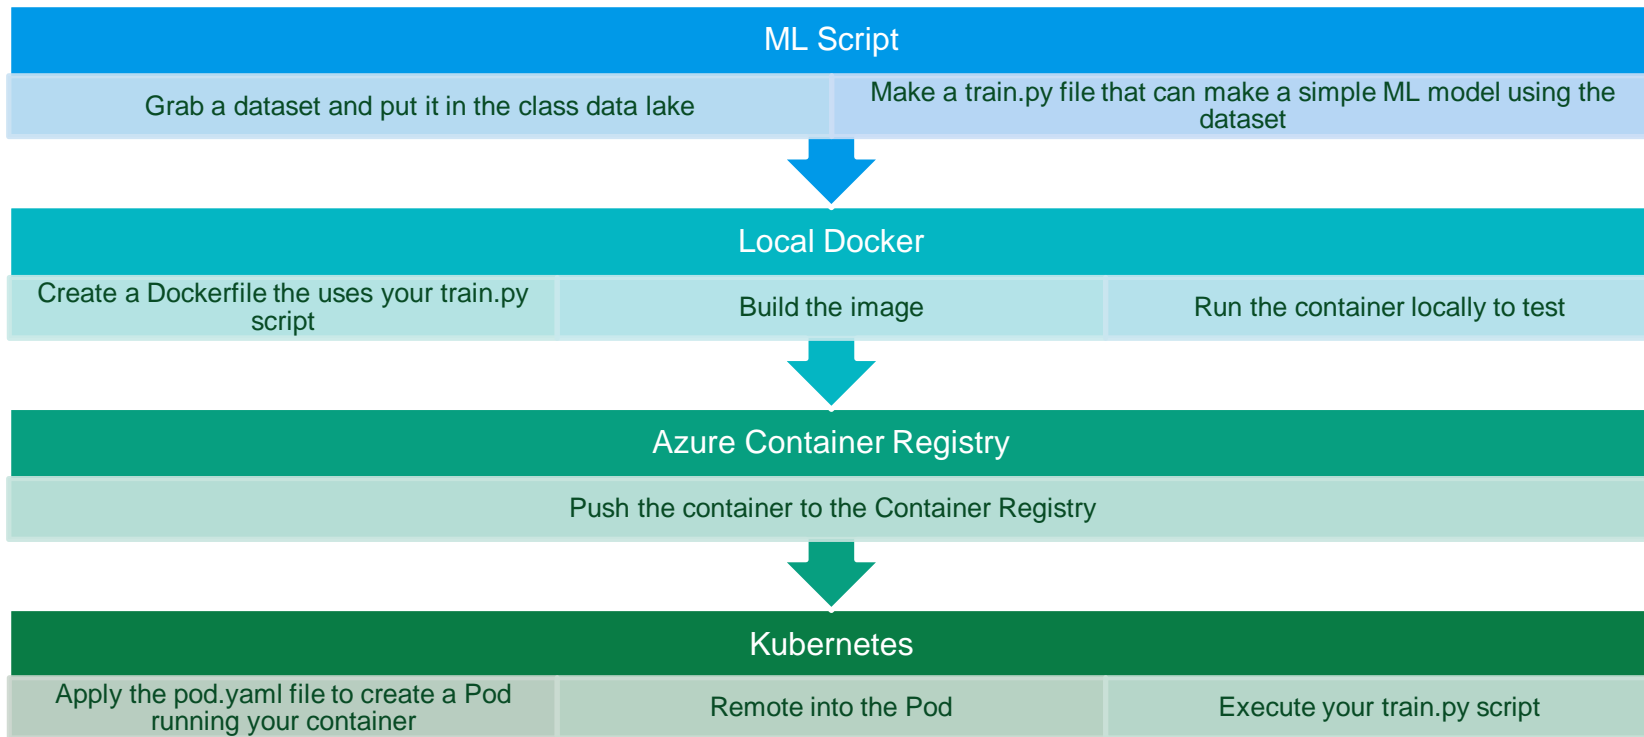 ML Script
Grab a dataset and put it in the class data lake
Make a train.py file that can make a simple ML model using the
dataset
Local Docker
Create a Dockerfile the uses your train.py
script
Build the image
Run the container locally to test
Azure Container Registry
Push the container to the Container Registry
Kubernetes
Apply the pod.yaml file to create a Pod
running your container
Remote into the Pod
Execute your train.py script